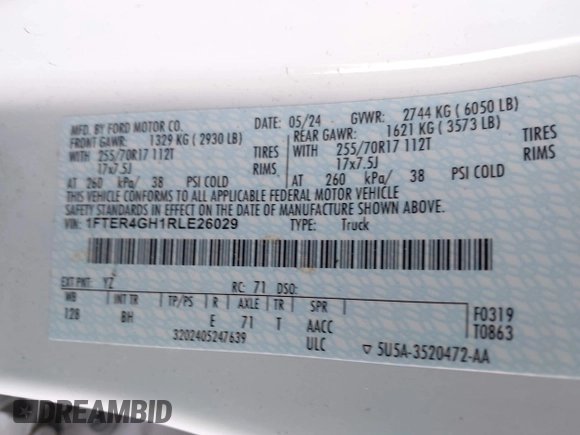 MFD. BY FORD MOTOR CO. DATE: 05/24 GVWR: 2744 KG ( 6050 LB)
FRONT GAWR: 1329 KG ( 2930 LB) REAR GAWR: 1621 KG ( 3573 LB)
WITH 255/70R17 112T TIRES WITH 255/70R17 112T TIRES
17x7.5J RIMS 17x7.5J RIMS
AT 260 kPa/ 38 PSI COLD AT 260 kPa/ 38 PSI COLD
THIS VEHICLE CONFORMS TO ALL APPLICABLE FEDERAL MOTOR VEHICLE
SAFETY STANDARDS IN EFFECT ON THE DATE OF MANUFACTURE SHOWN ABOVE.
VIN: 1FTER4GH1RLE26029 TYPE: Truck
EXT PNT: YZ RC: 71 DSO:
WB INT TR TP/PS R AXLE TR SPR F0319
128 BH E 71 T AACC T0863
3202405247639 ULC ▽ 5U5A-3520472-AA
DREAMBID